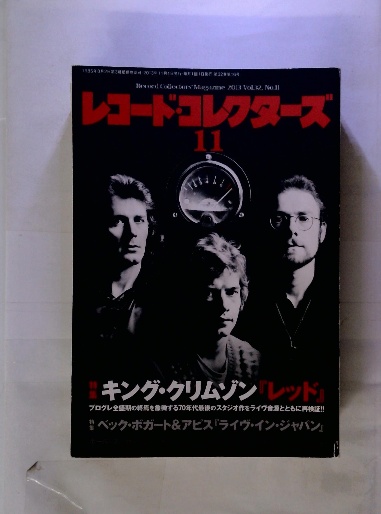 Record Collectors' Magazine 2013 Vol.32, No.11
レコード・コレクターズ
11
特集 キング・クリムゾン『レッド』
プログレ全盛期の終焉を象徴する70年代最後のスタジオ作をライヴ音源とともに再検証!!
特集 ベック・ボガート&アピス『ライヴ・イン・ジャパン』